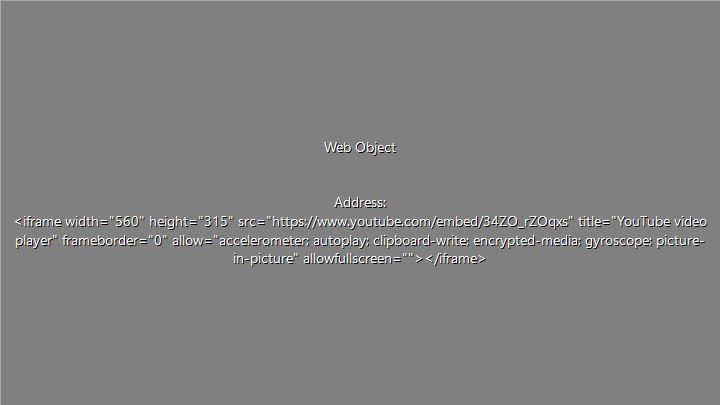 Web Object
Address:
<iframe width="560" height="315" src="https://www.youtube.com/embed/34ZO_rZOqxs" title="YouTube video
player" frameborder="0" allow="accelerometer; autoplay; clipboard-write; encrypted-media; gyroscope; picture-
in-picture" allowfullscreen=""></iframe>